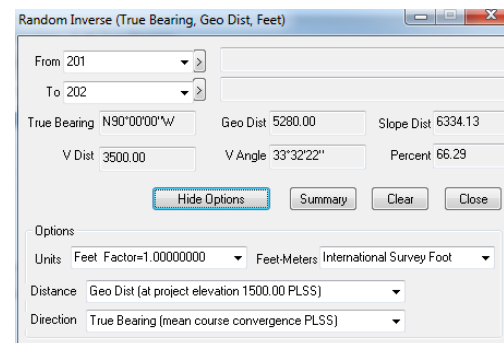 Random Inverse (True Bearing, Geo Dist, Feet)
From 201 >
To 202 >
True Bearing N90°00'00"W Geo Dist 5280.00 Slope Dist 6334.13
V Dist 3500.00 V Angle 33°32'22" Percent 66.29
Hide Options Summary Clear Close
Options
Units Feet Factor=1.00000000 Feet-Meters International Survey Foot
Distance Geo Dist (at project elevation 1500.00 PLSS)
Direction True Bearing (mean course convergence PLSS)